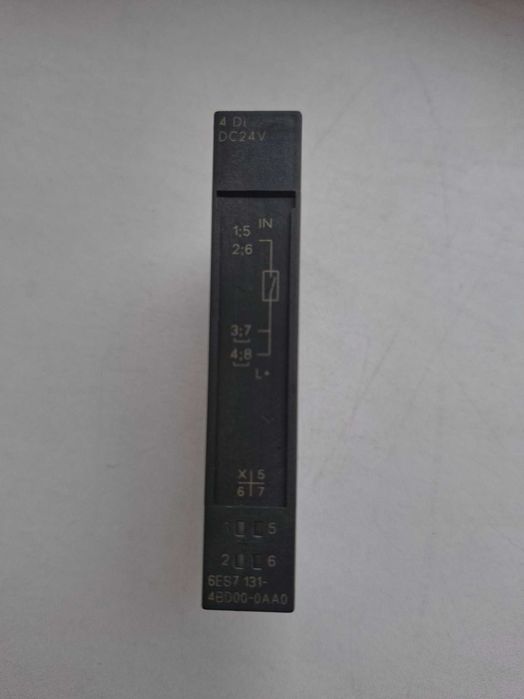 4 DI
DC24V
IN
1;5
2;6
3;7
4;8
L+
X 5
6 7
1 5
2 6
6ES7 131-
4BD00-0AA0